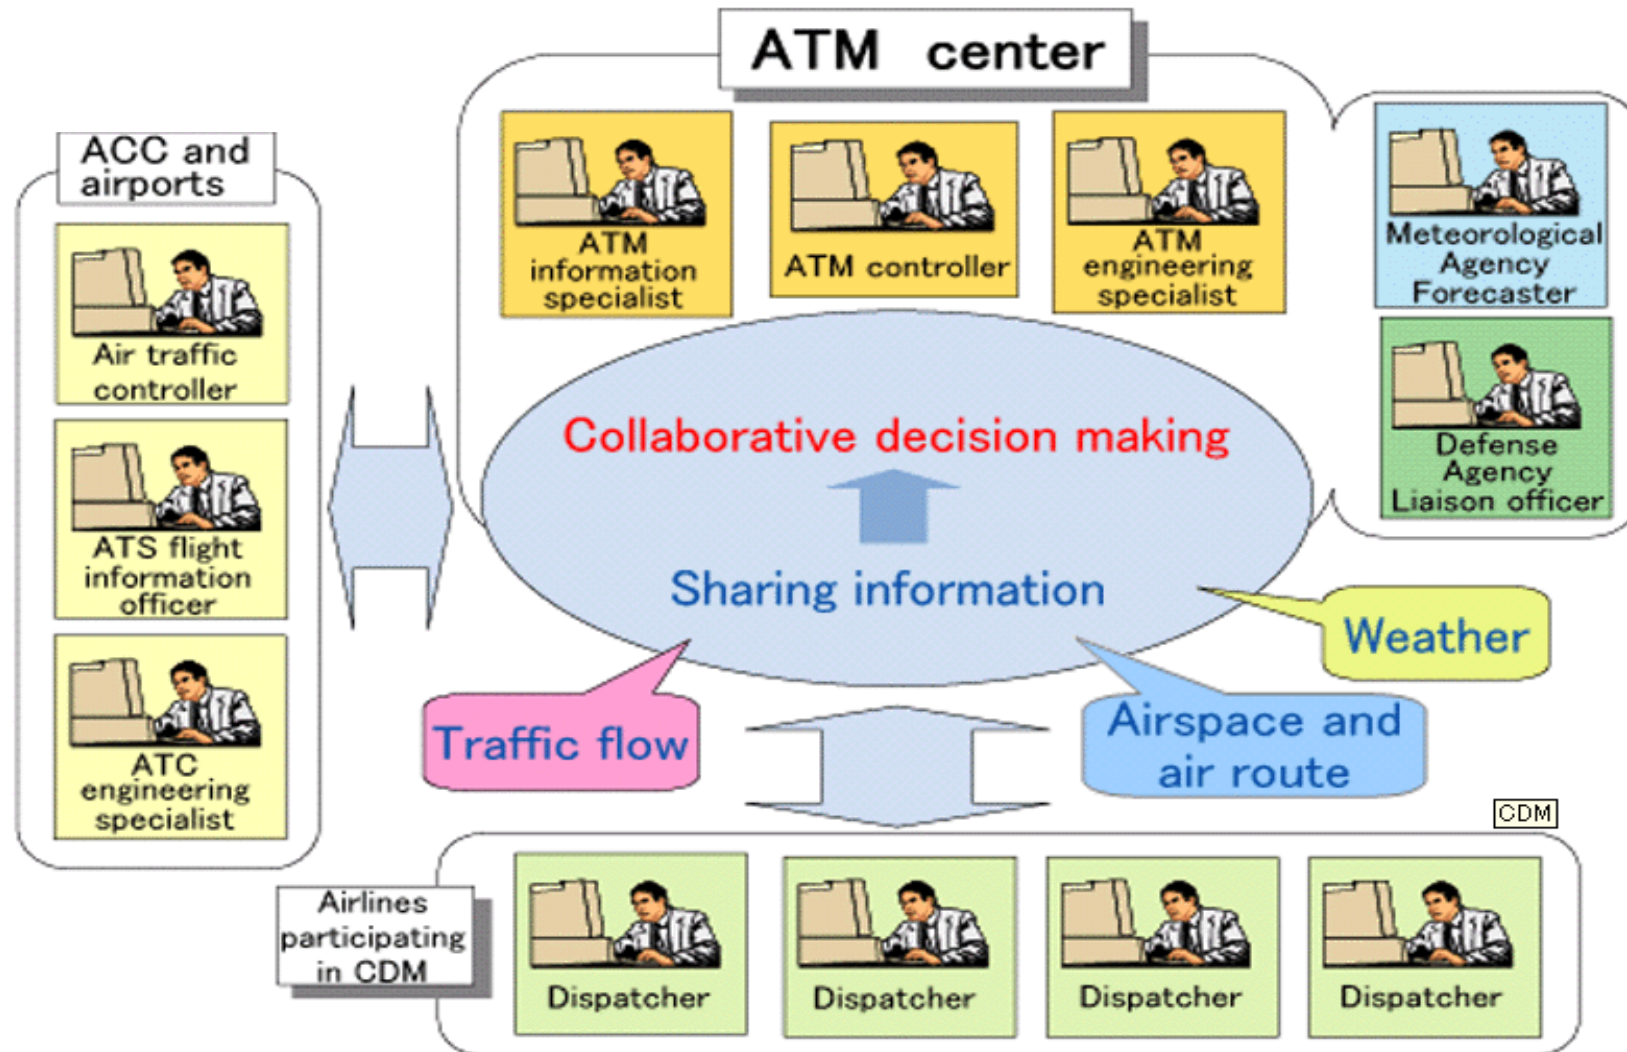 ATM center
ACC and
airports
Air traffic
controller
ATS flight
information
officer
ATC
engineering
specialist
ATM
information
specialist
ATM controller
ATM
engineering
specialist
Meteorological
Agency
Forecaster
Defense
Agency
Liaison officer
Collaborative decision making
Sharing information
Traffic flow
Airspace and
air route
Weather
CDM
Airlines
participating
in CDM
Dispatcher
Dispatcher
Dispatcher
Dispatcher